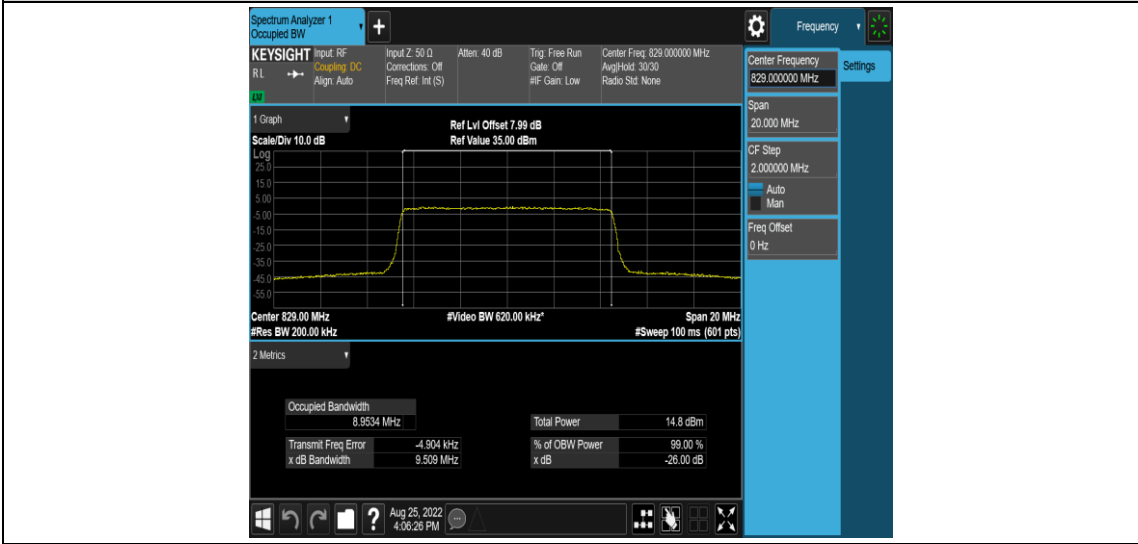 Spectrum Analyzer 1
Occupied BW
+
Frequency
KEYSIGHT
RL
LNI
Input: RF
Coupling: DC
Align: Auto
Input Z: 50 Ω
Corrections: Off
Freq Ref: Int (S)
Atten: 40 dB
Trig: Free Run
Gate: Off
#IF Gain: Low
Center Freq: 829.000000 MHz
Avg|Hold: 30/30
Radio Std: None
Center Frequency
829.000000 MHz
Settings
Span
20.000 MHz
CF Step
2.000000 MHz
Auto
Man
Freq Offset
0 Hz
1 Graph
Scale/Div 10.0 dB
Ref Lvl Offset 7.99 dB
Ref Value 35.00 dBm
Log
25.0
15.0
5.00
-5.00
-15.0
-25.0
-35.0
-45.0
-55.0
Center 829.00 MHz
#Video BW 620.00 kHz*
Span 20 MHz
#Res BW 200.00 kHz
#Sweep 100 ms (601 pts)
2 Metrics
Occupied Bandwidth
8.9534 MHz
Total Power 14.8 dBm
Transmit Freq Error -4.904 kHz
% of OBW Power 99.00 %
x dB Bandwidth 9.509 MHz
x dB -26.00 dB
?
Aug 25, 2022
4:06:26 PM